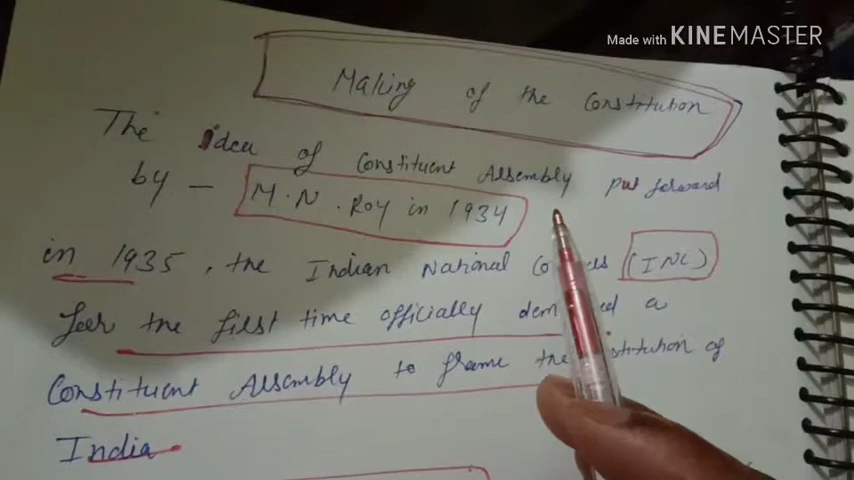 Made with KINEMASTER
Making of the Constitution
The idea of Constituent Assembly put forward
by - M.N. Roy in 1934
in 1935, the Indian National (INC)
for the first time officially a
Constituent Assembly to frame the of
India